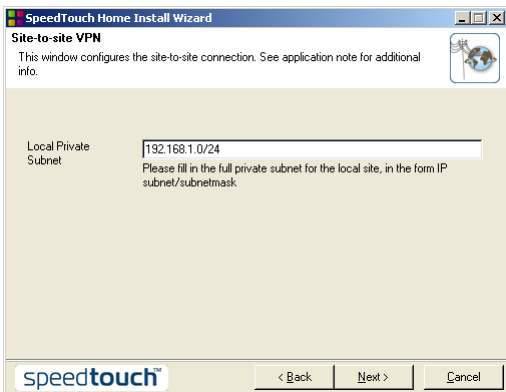 SpeedTouch Home Install Wizard
Site-to-site VPN
This window configures the site-to-site connection. See application note for additional
info.
Local Private
Subnet
192.168.1.0/24
Please fill in the full private subnet for the local site, in the form IP
subnet/subnetmask
speedtouch™
< Back
Next >
Cancel